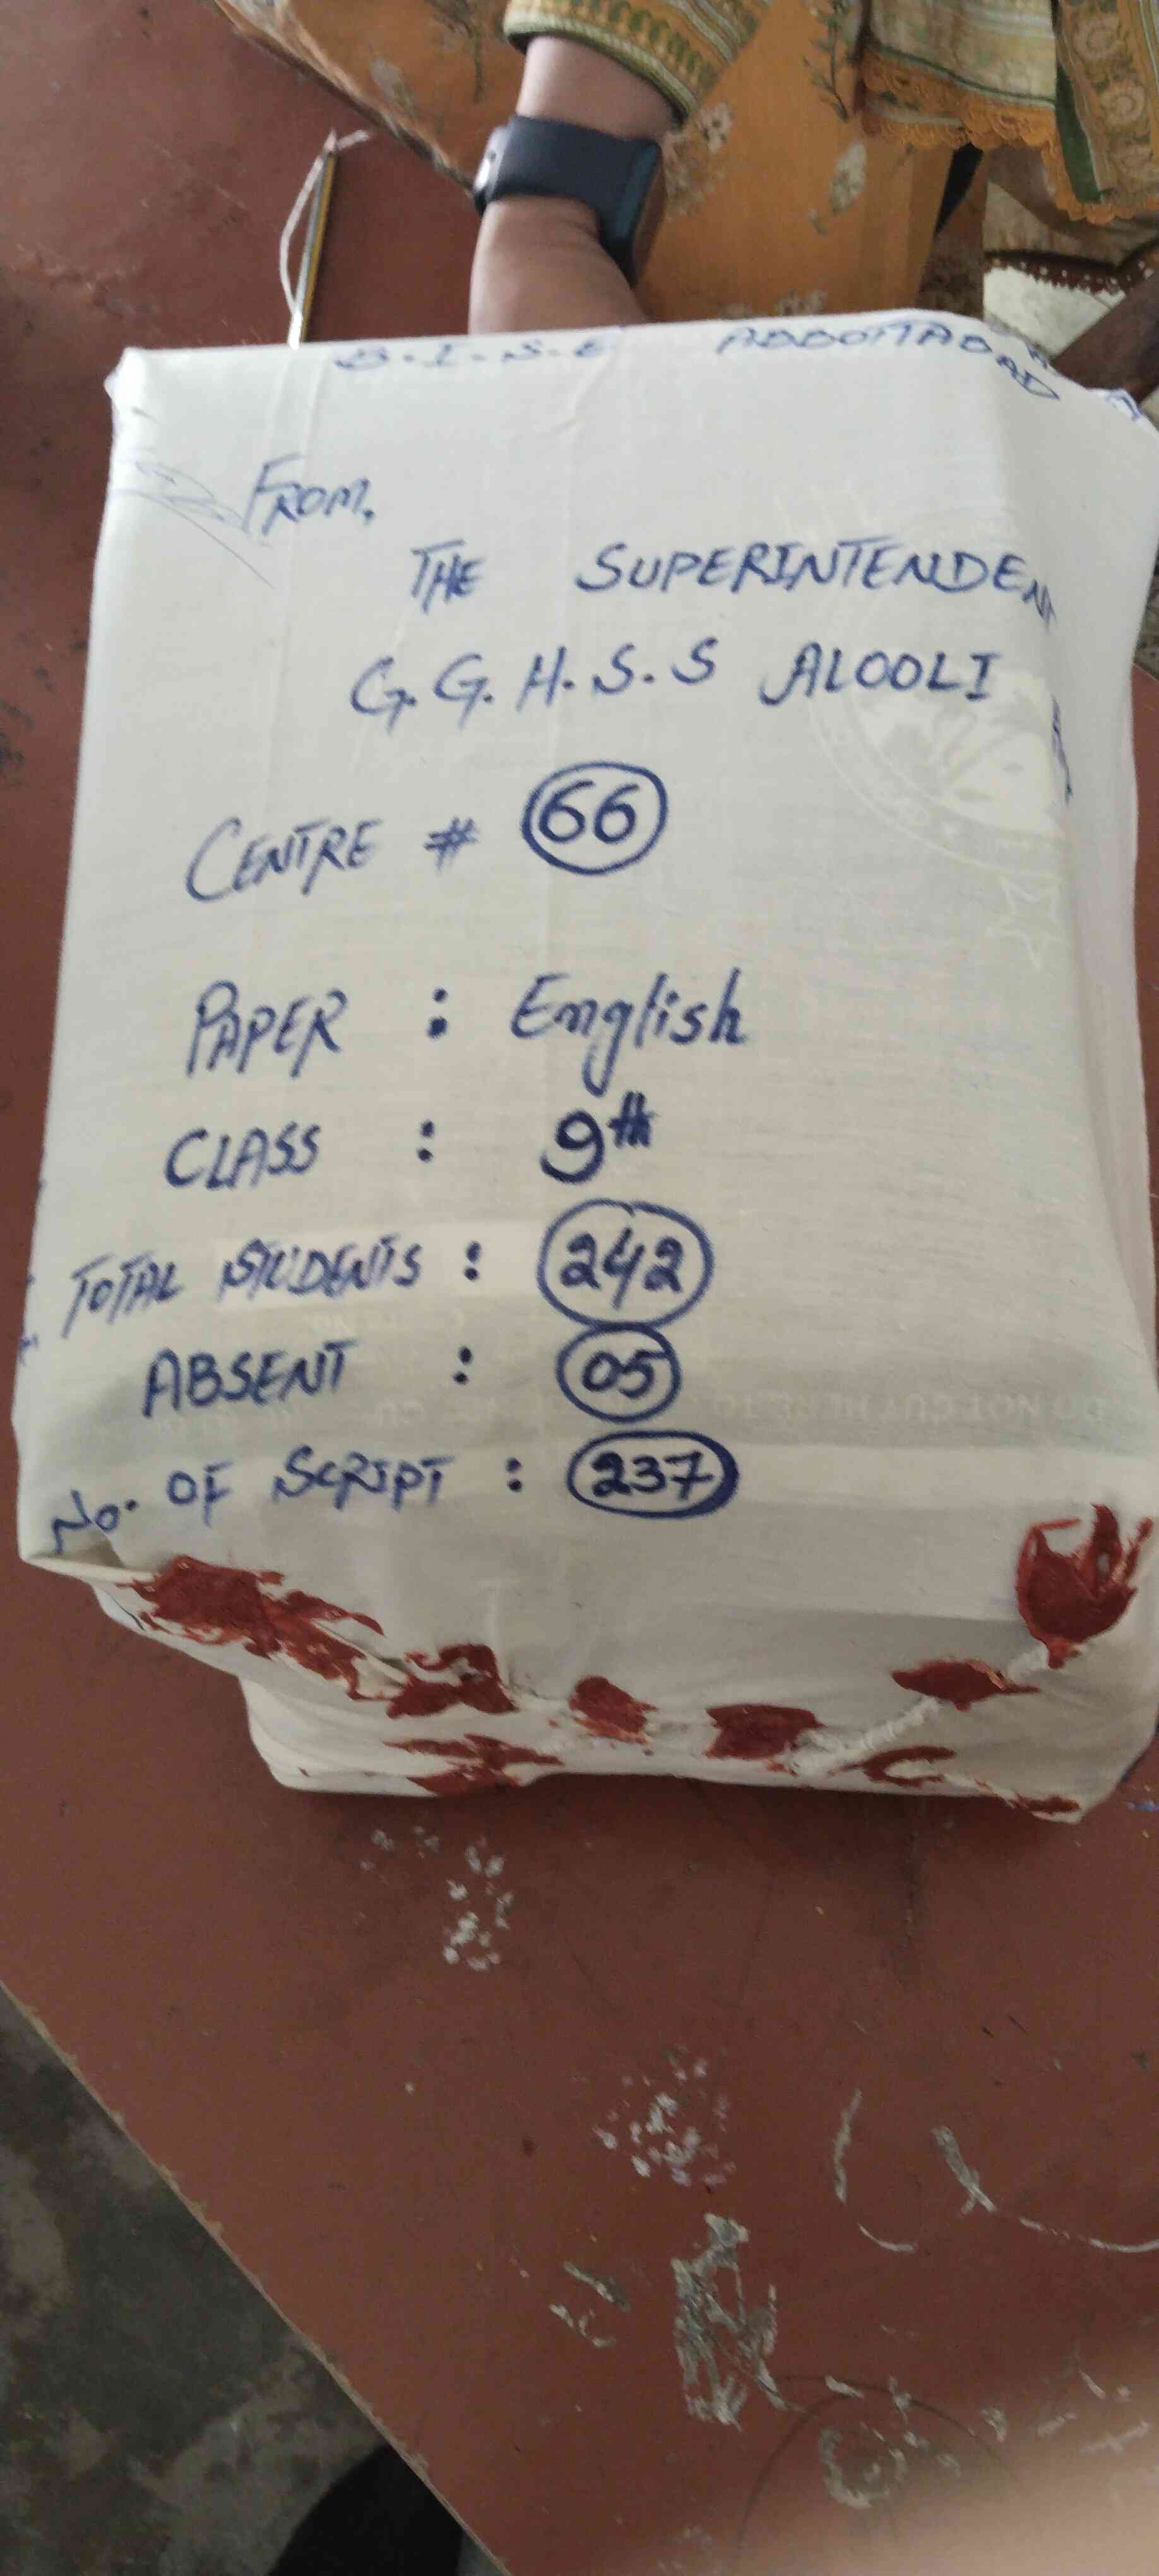 B.I.S.E ABBOTTABAD
FROM,
THE SUPERINTENDEN
G.G.H.S.S ALOOLI
CENTRE # 66
PAPER : English
CLASS : 9th
TOTAL STUDENTS : 242
ABSENT : 05
No. OF SCRIPT : 237